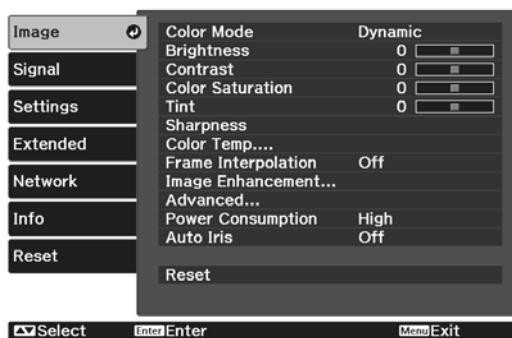 Image
Signal
Settings
Extended
Network
Info
Reset
Color Mode Dynamic
Brightness 0
Contrast 0
Color Saturation 0
Tint 0
Sharpness
Color Temp....
Frame Interpolation Off
Image Enhancement...
Advanced...
Power Consumption High
Auto Iris Off
Reset
Select Enter Enter Menu Exit